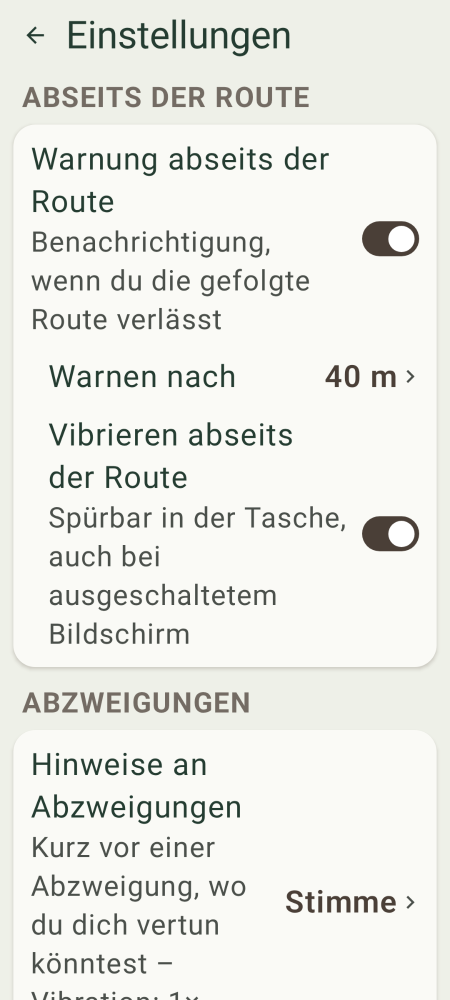 Einstellungen
ABSEITS DER ROUTE
Warnung abseits der
Route
Benachrichtigung,
wenn du die gefolgte
Route verlässt
Warnen nach 40 m
Vibrieren abseits
der Route
Spürbar in der Tasche,
auch bei
ausgeschaltetem
Bildschirm
ABZWEIGUNGEN
Hinweise an
Abzweigungen
Kurz vor einer
Abzweigung, wo
du dich vertun
könntest –
Stimme